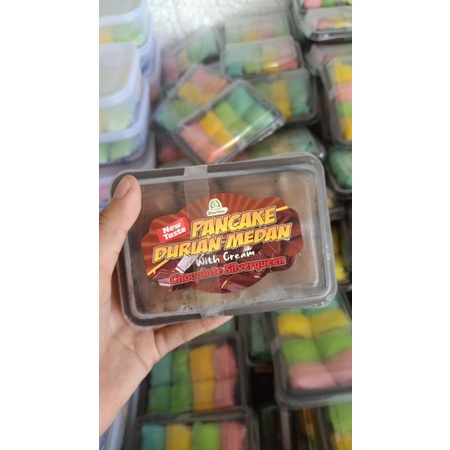 New
Taste
PANCAKE
DURIAN MEDAN
With Cream
Chocolate Silverqueen